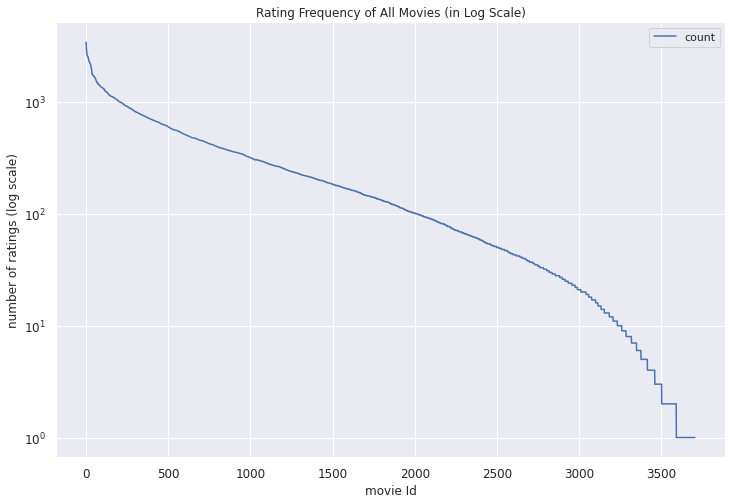 Rating Frequency of All Movies (in Log Scale)
count
number of ratings (log scale)
10³
10²
10¹
10⁰
0 500 1000 1500 2000 2500 3000 3500
movie Id